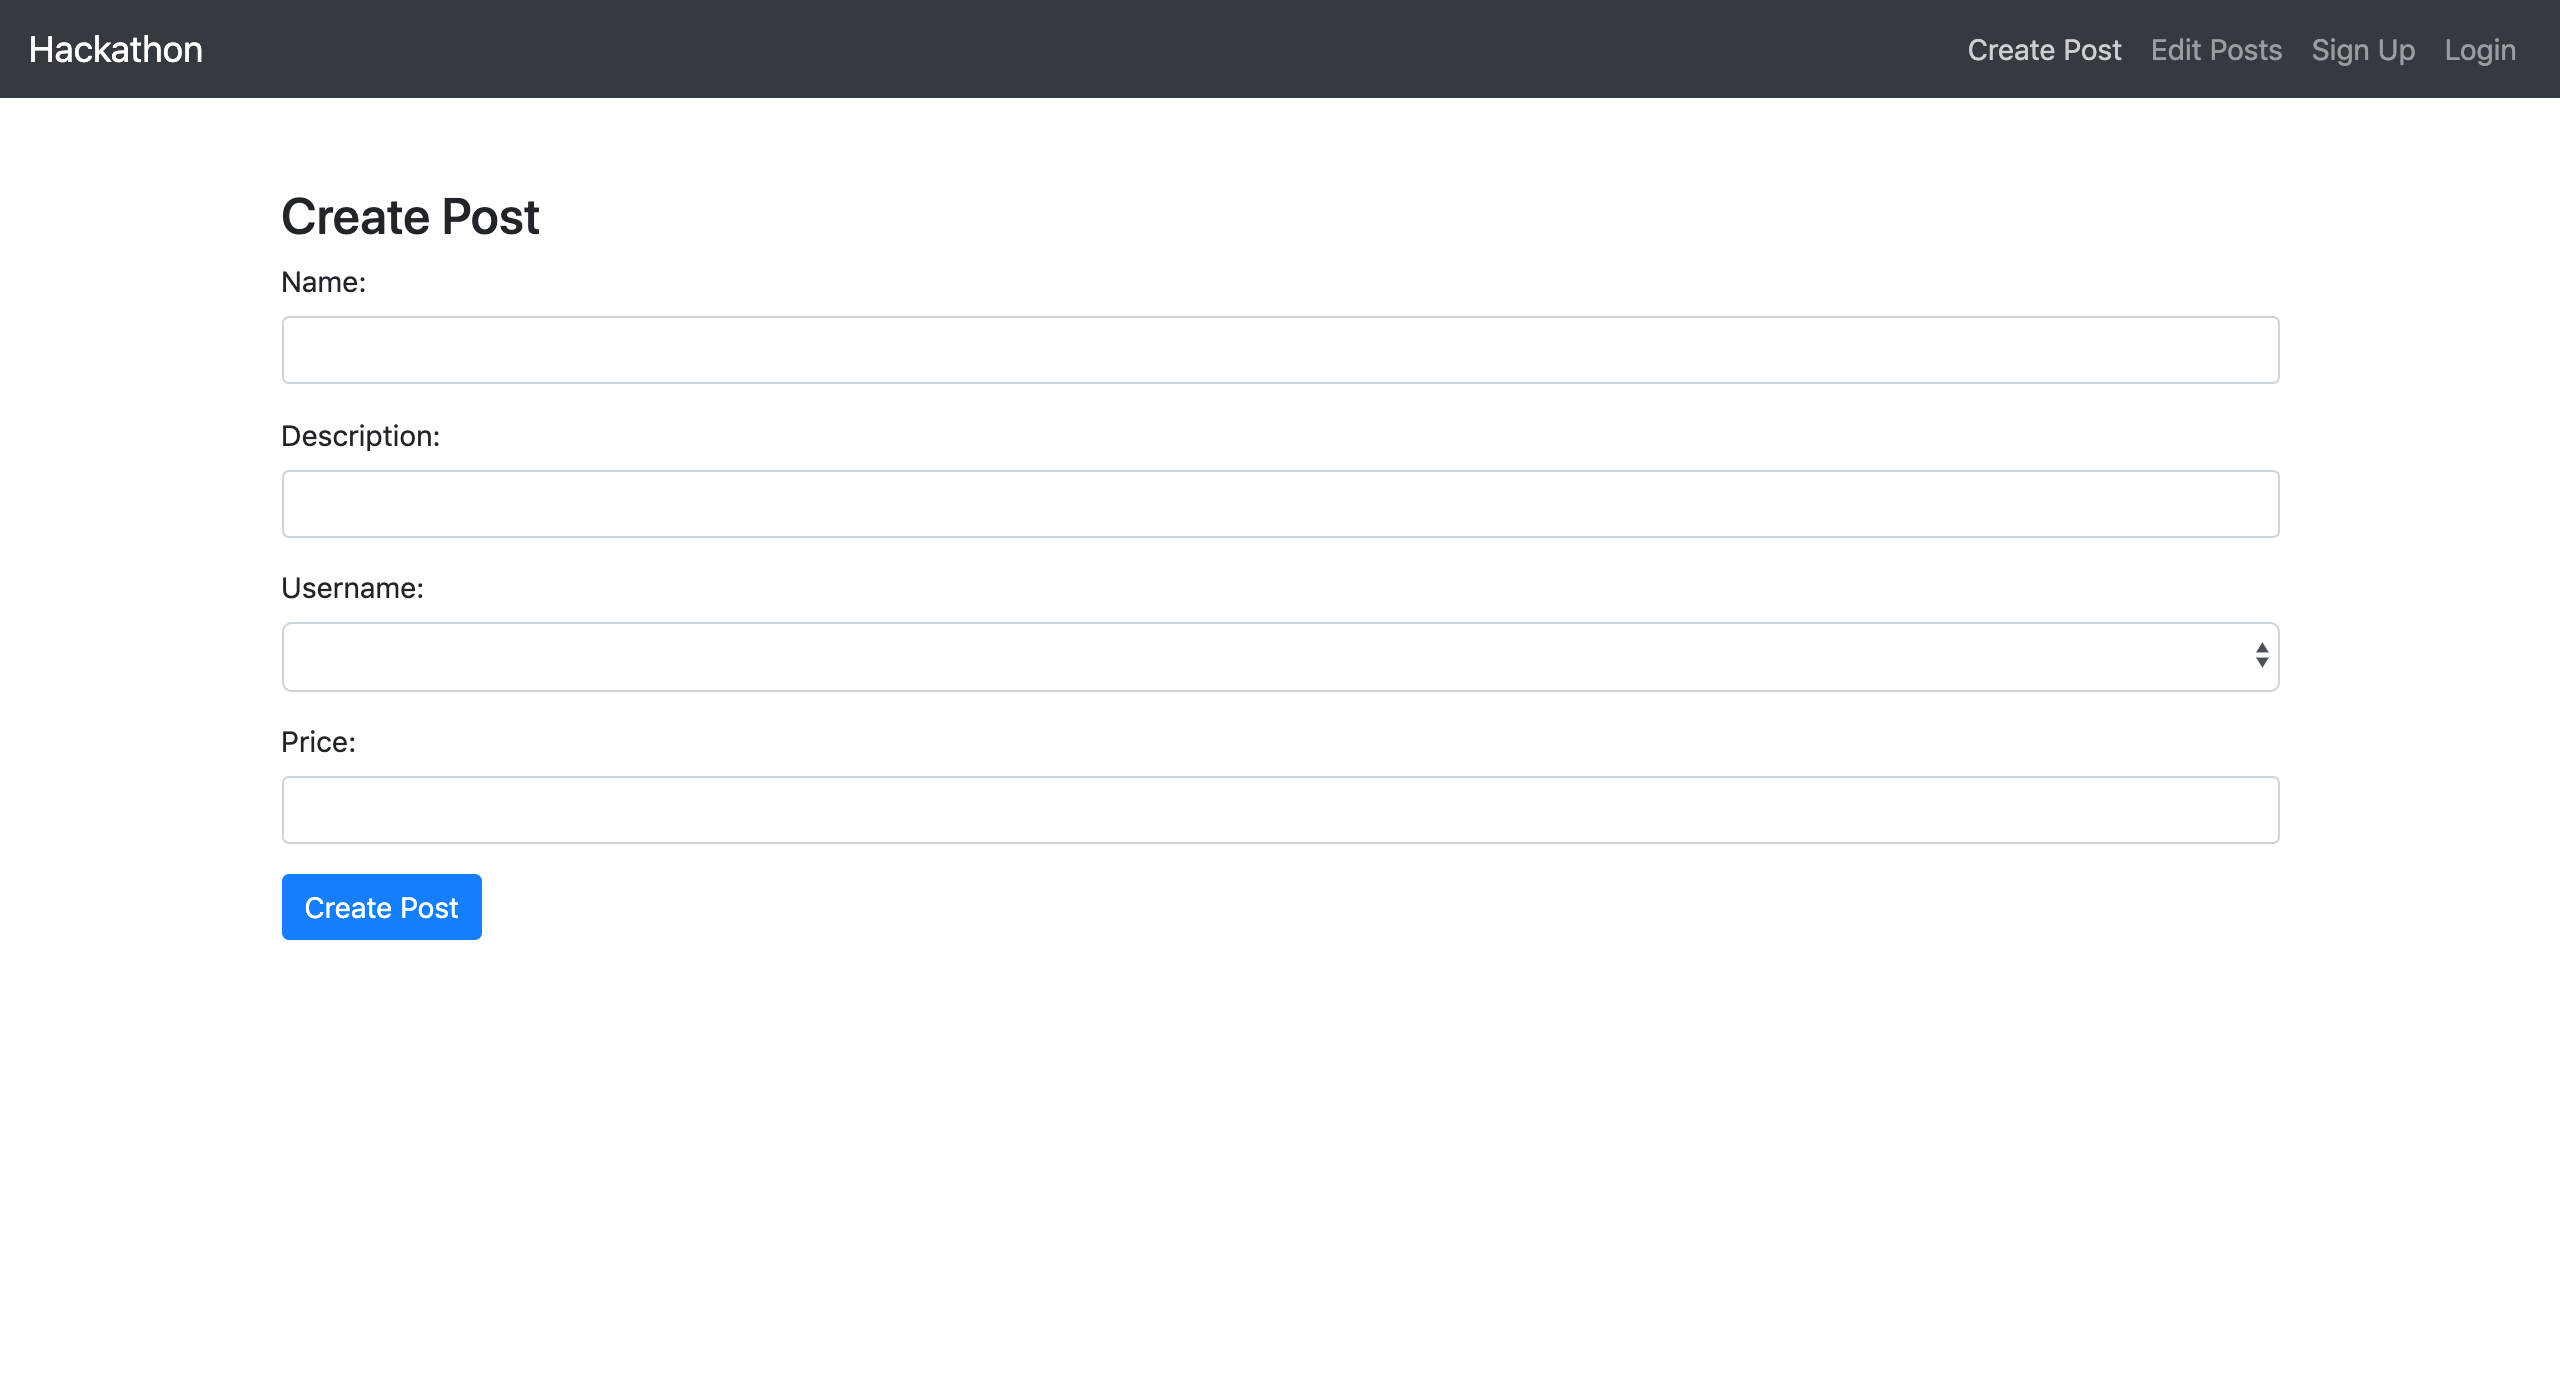 Hackathon
Create Post Edit Posts Sign Up Login
Create Post
Name:
Description:
Username:
Price:
Create Post